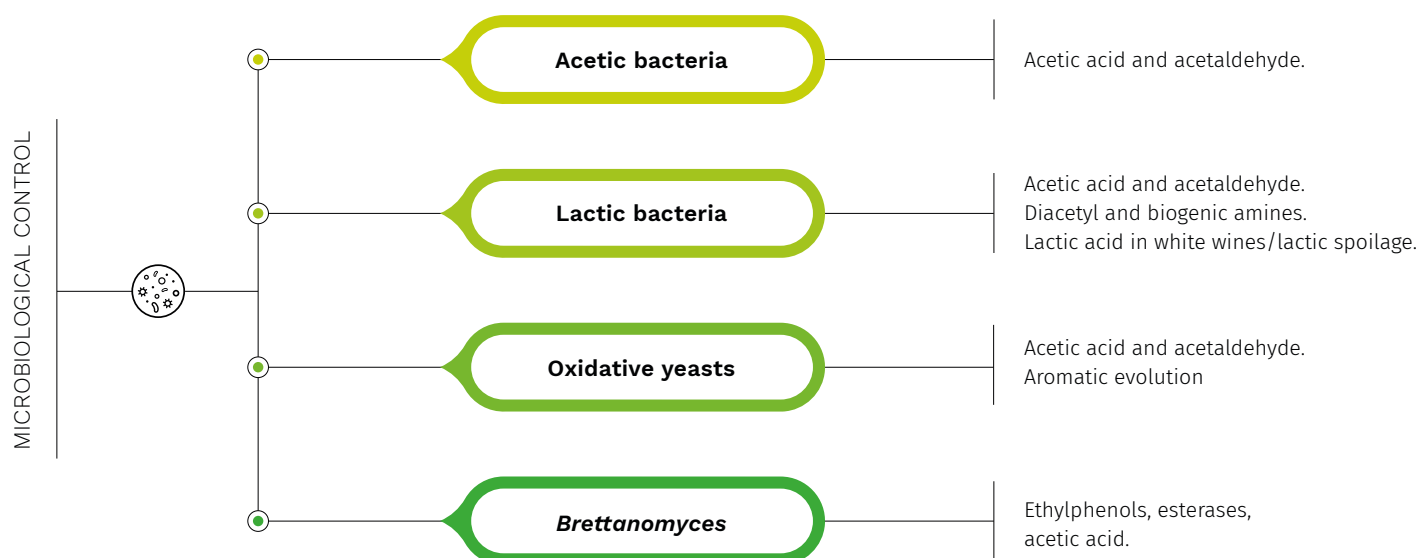 MICROBIOLOGICAL CONTROL
Acetic bacteria
Acetic acid and acetaldehyde.
Lactic bacteria
Acetic acid and acetaldehyde.
Diacetyl and biogenic amines.
Lactic acid in white wines/lactic spoilage.
Oxidative yeasts
Acetic acid and acetaldehyde.
Aromatic evolution
Brettanomyces
Ethylphenols, esterases,
acetic acid.